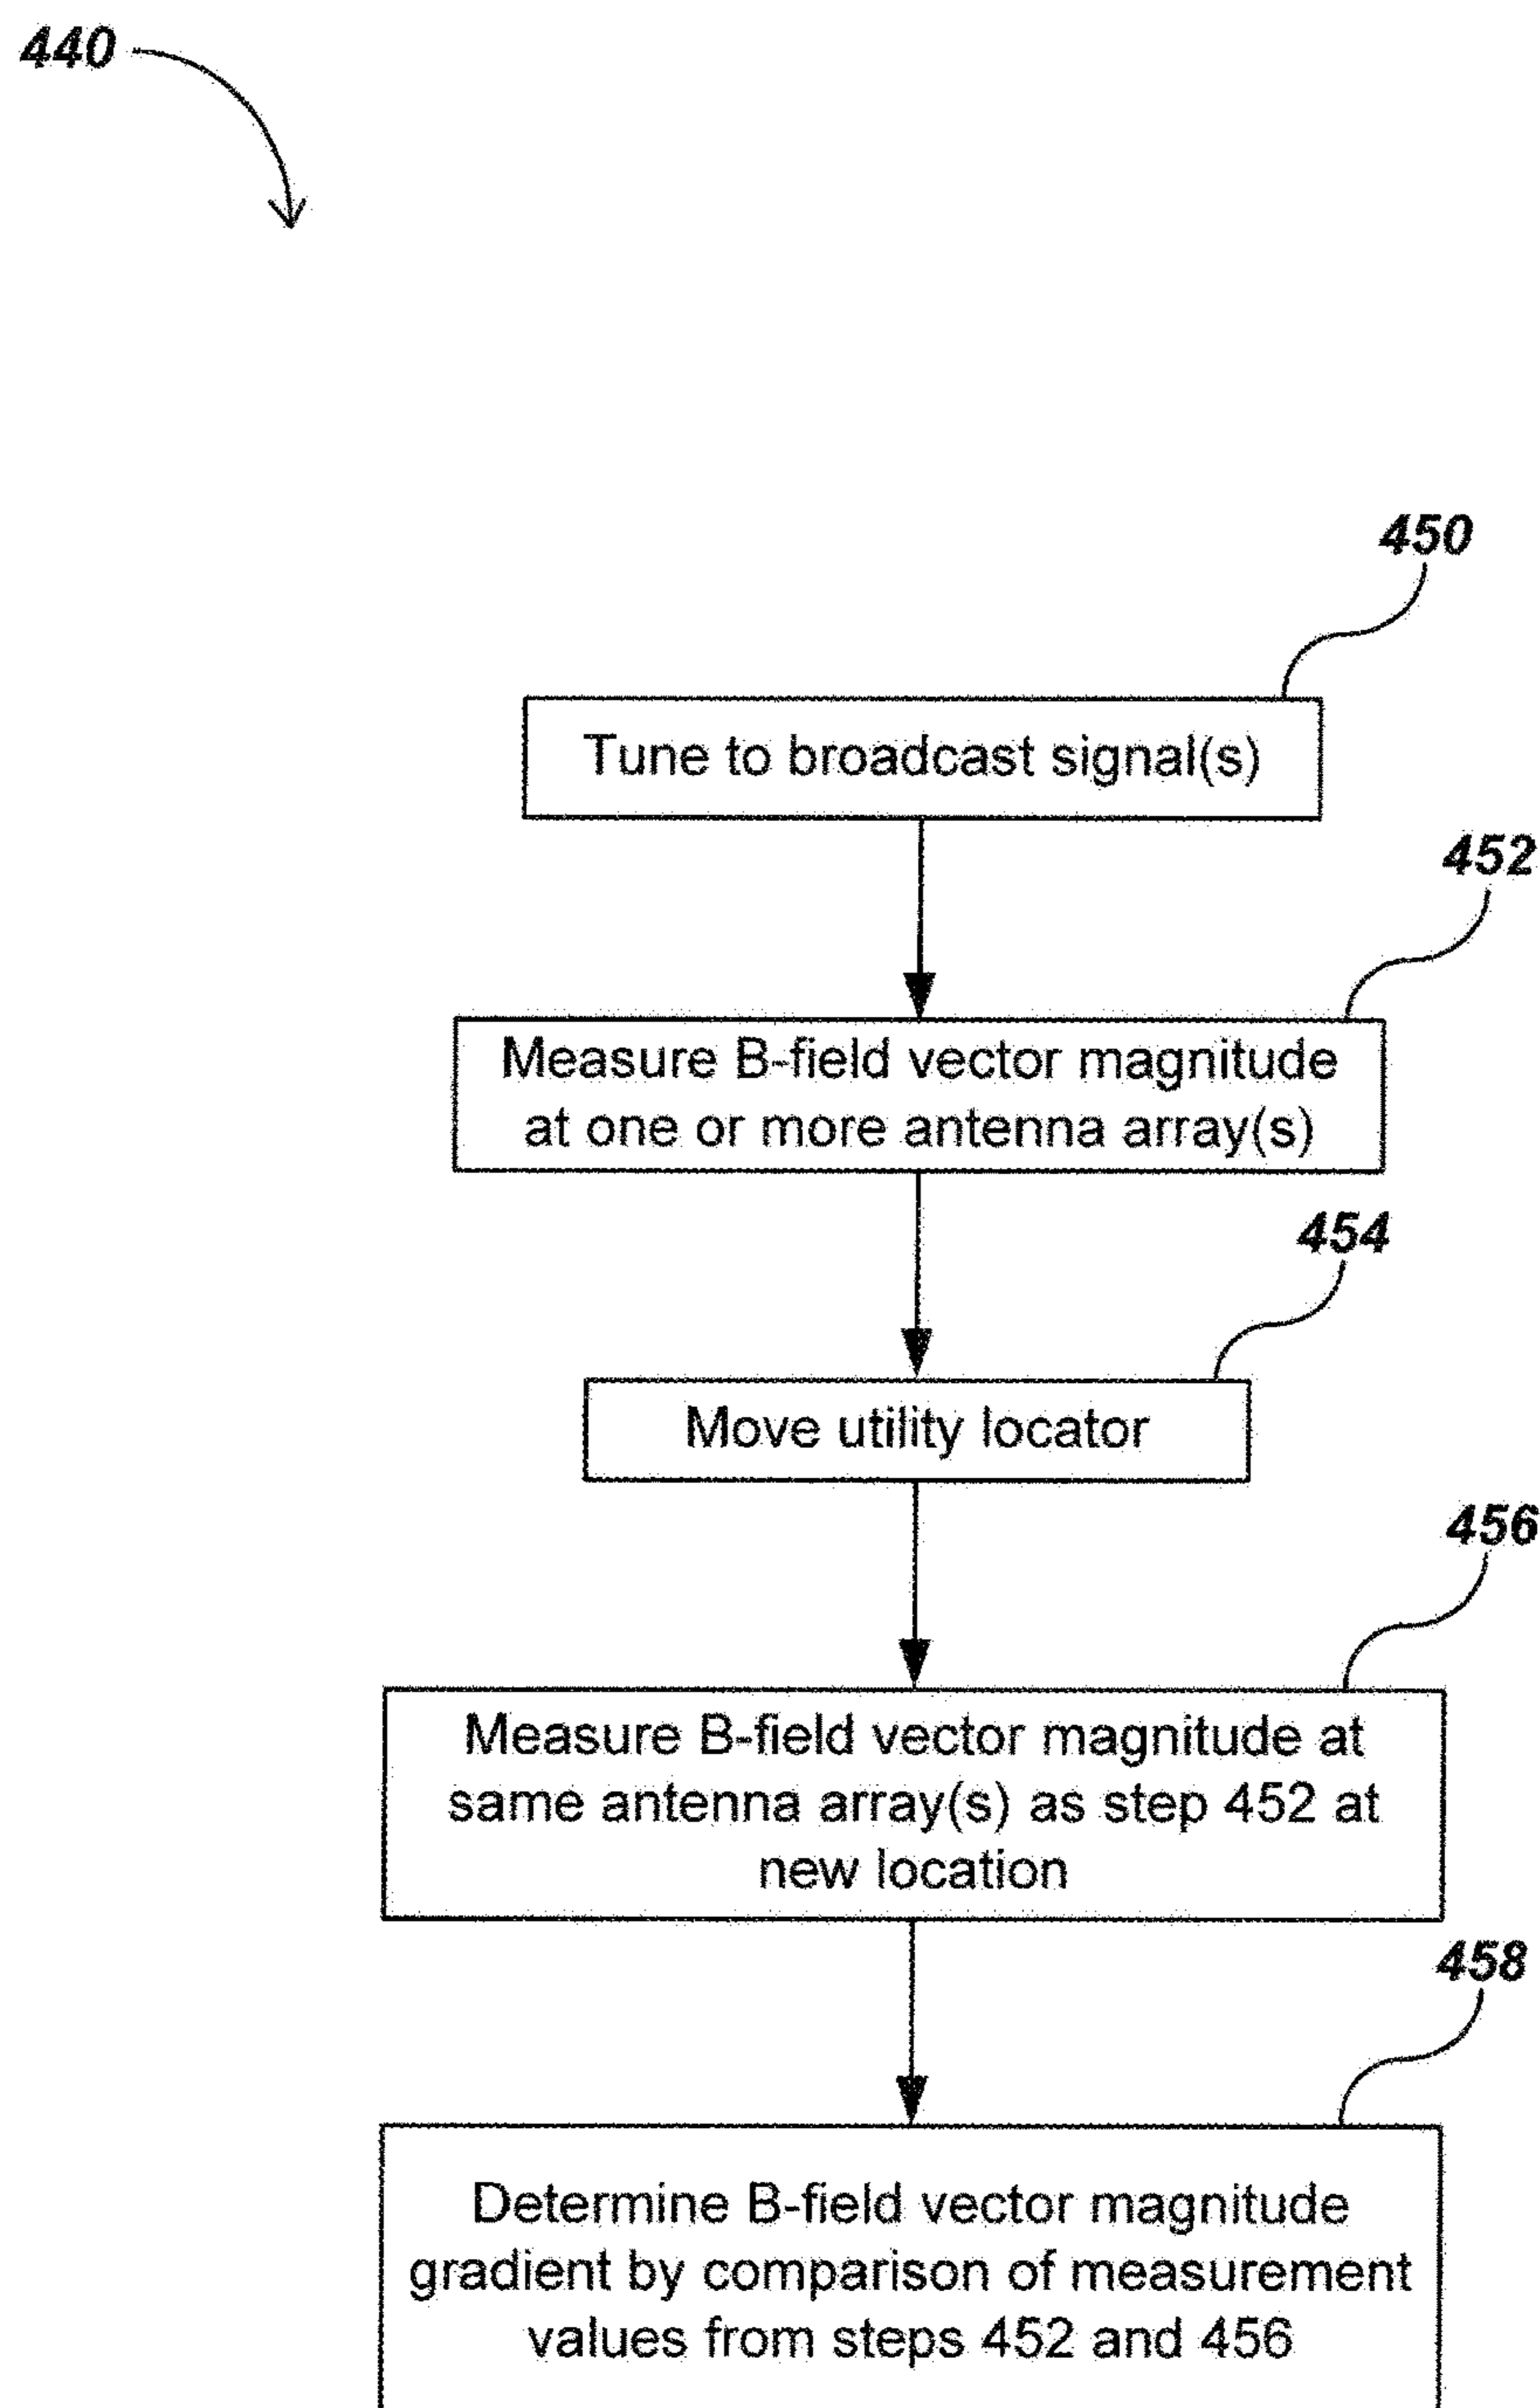 440
450
Tune to broadcast signal(s)
452
Measure B-field vector magnitude
at one or more antenna array(s)
454
Move utility locator
456
Measure B-field vector magnitude at
same antenna array(s) as step 452 at
new location
458
Determine B-field vector magnitude
gradient by comparison of measurement
values from steps 452 and 456